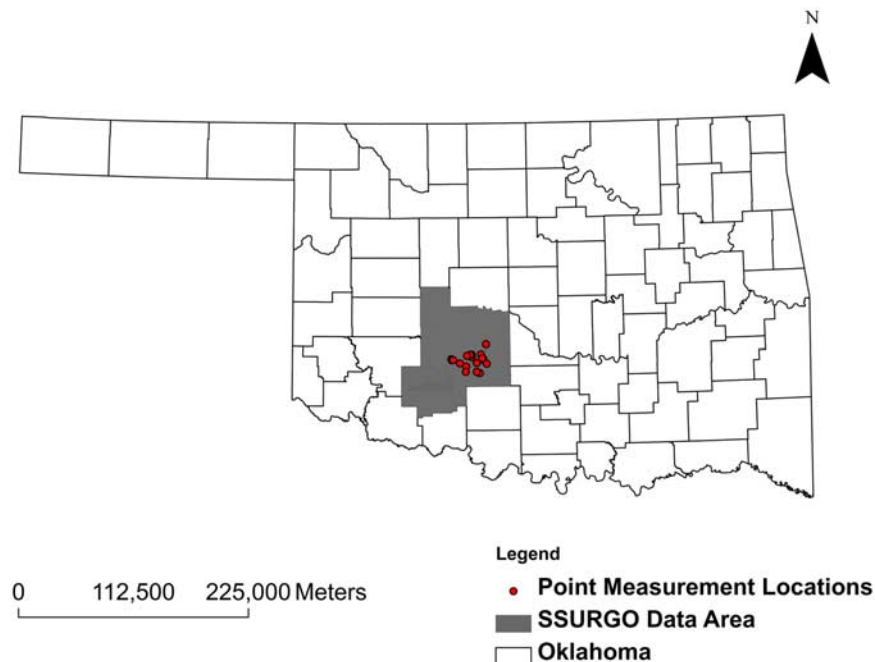 N
0 112,500 225,000 Meters
Legend
Point Measurement Locations
SSURGO Data Area
Oklahoma